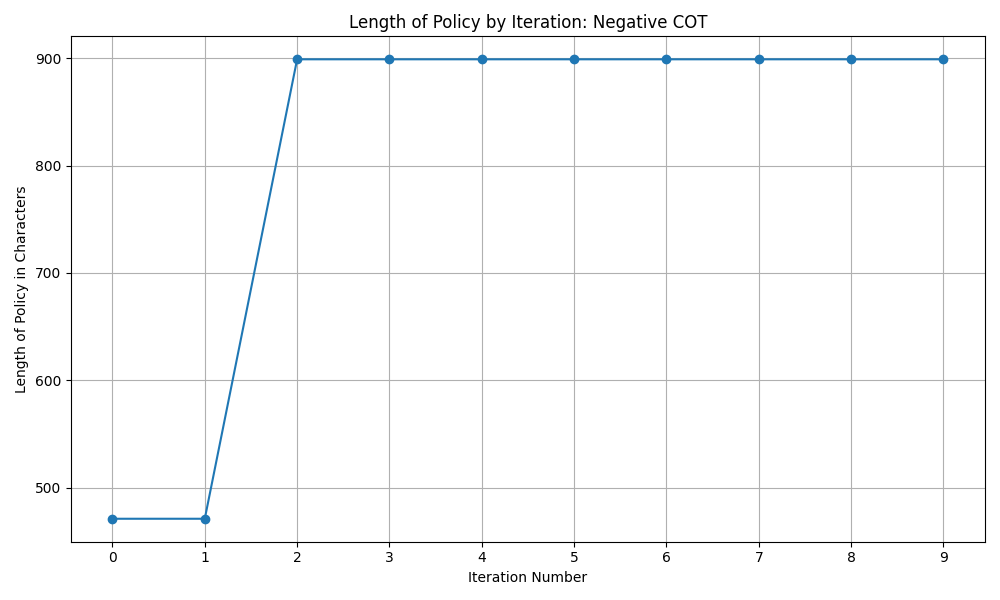 Length of Policy by Iteration: Negative COT
900
800
700
600
500
Length of Policy in Characters
0 1 2 3 4 5 6 7 8 9
Iteration Number